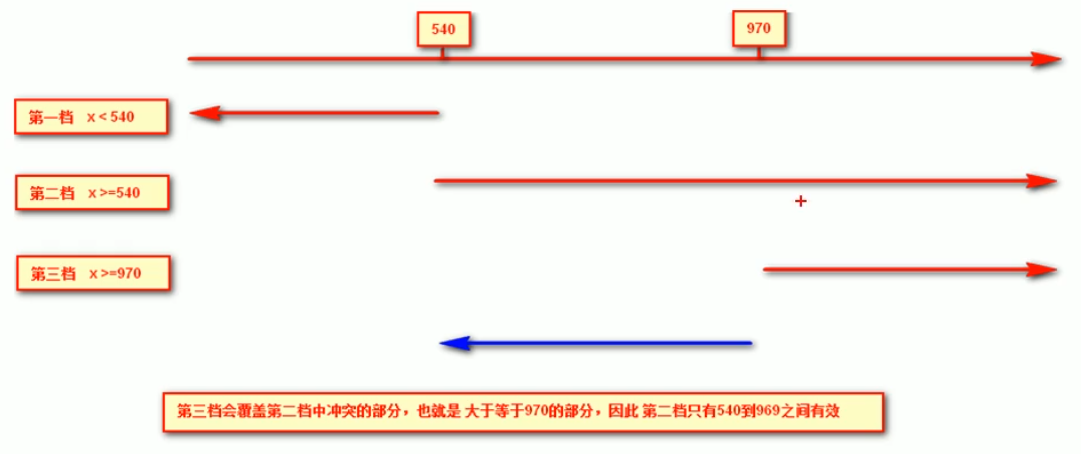 540
970
第一档 x < 540
第二档 x >=540
第三档 x >=970
第三档会覆盖第二档中冲突的部分，也就是 大于等于970的部分，因此 第二档只有540到969之间有效